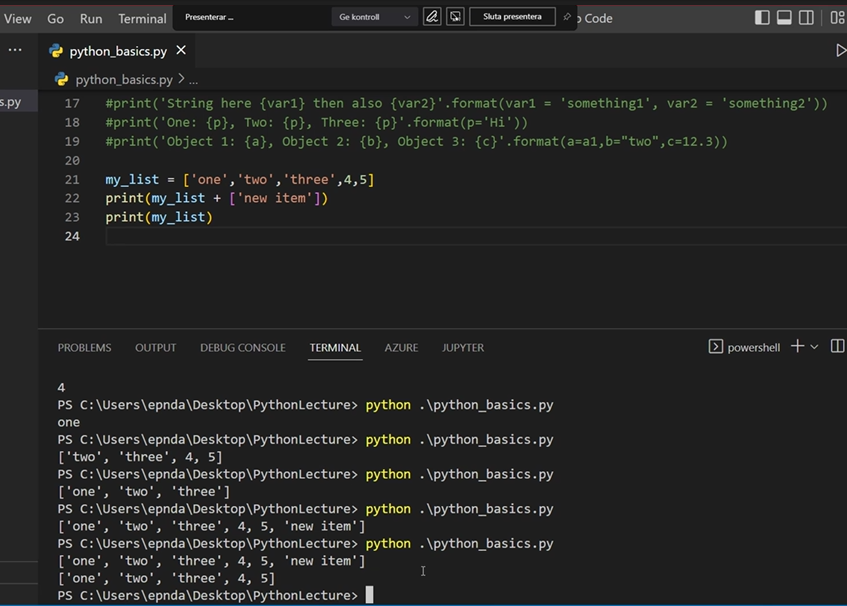 View Go Run Terminal Presenterar ... Ge kontroll Sluta presentera Code
... python_basics.py
s.py python_basics.py > ...
17 #print('String here {var1} then also {var2}'.format(var1 = 'something1', var2 = 'something2'))
18 #print('One: {p}, Two: {p}, Three: {p}'.format(p='Hi'))
19 #print('Object 1: {a}, Object 2: {b}, Object 3: {c}'.format(a=a1,b="two",c=12.3))
20
21 my_list = ['one','two','three',4,5]
22 print(my_list + ['new item'])
23 print(my_list)
24
PROBLEMS OUTPUT DEBUG CONSOLE TERMINAL AZURE JUPYTER powershell
4
PS C:\Users\epnda\Desktop\PythonLecture> python .\python_basics.py
one
PS C:\Users\epnda\Desktop\PythonLecture> python .\python_basics.py
['two', 'three', 4, 5]
PS C:\Users\epnda\Desktop\PythonLecture> python .\python_basics.py
['one', 'two', 'three']
PS C:\Users\epnda\Desktop\PythonLecture> python .\python_basics.py
['one', 'two', 'three', 4, 5, 'new item']
PS C:\Users\epnda\Desktop\PythonLecture> python .\python_basics.py
['one', 'two', 'three', 4, 5, 'new item']
['one', 'two', 'three', 4, 5]
PS C:\Users\epnda\Desktop\PythonLecture>